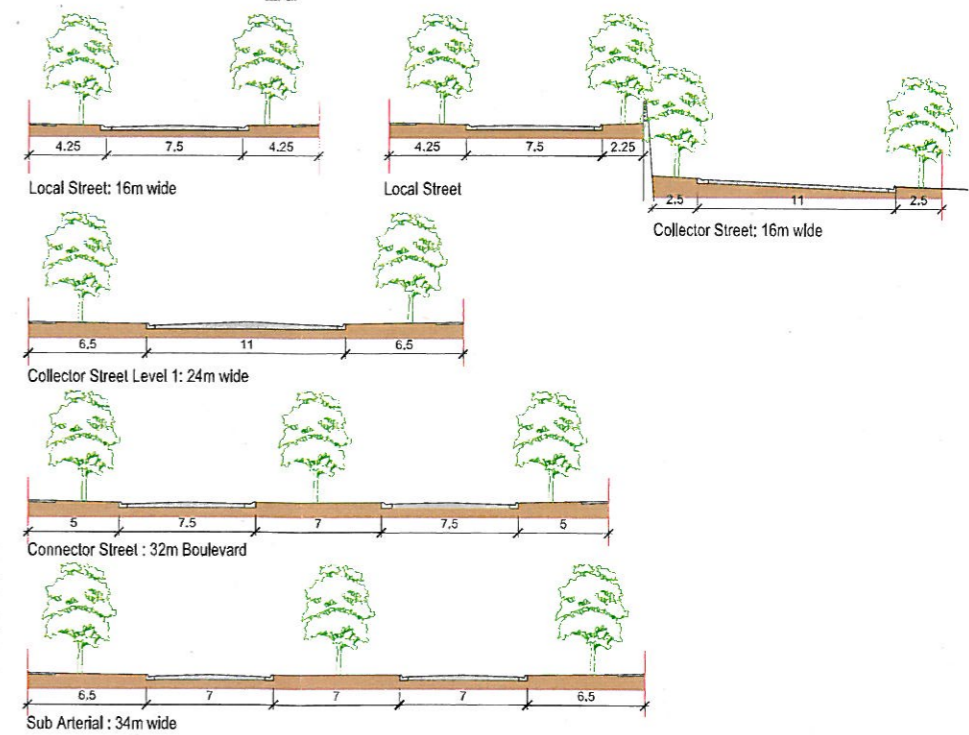 4.25 7.5 4.25
Local Street: 16m wide
4.25 7.5 2.25
Local Street
2.5 11 2.5
Collector Street: 16m wide
6.5 11 6.5
Collector Street Level 1: 24m wide
5 7.5 7 7.5 5
Connector Street : 32m Boulevard
6.5 7 7 7 6.5
Sub Arterial : 34m wide